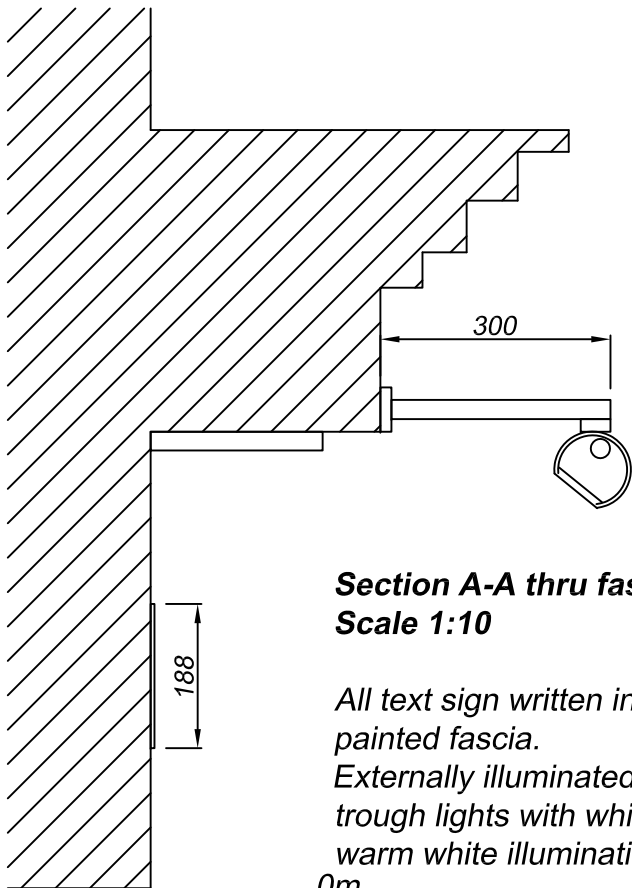 300
188
Section A-A thru fas
Scale 1:10
All text sign written in
painted fascia.
Externally illuminated
trough lights with whi
warm white illuminati
0m